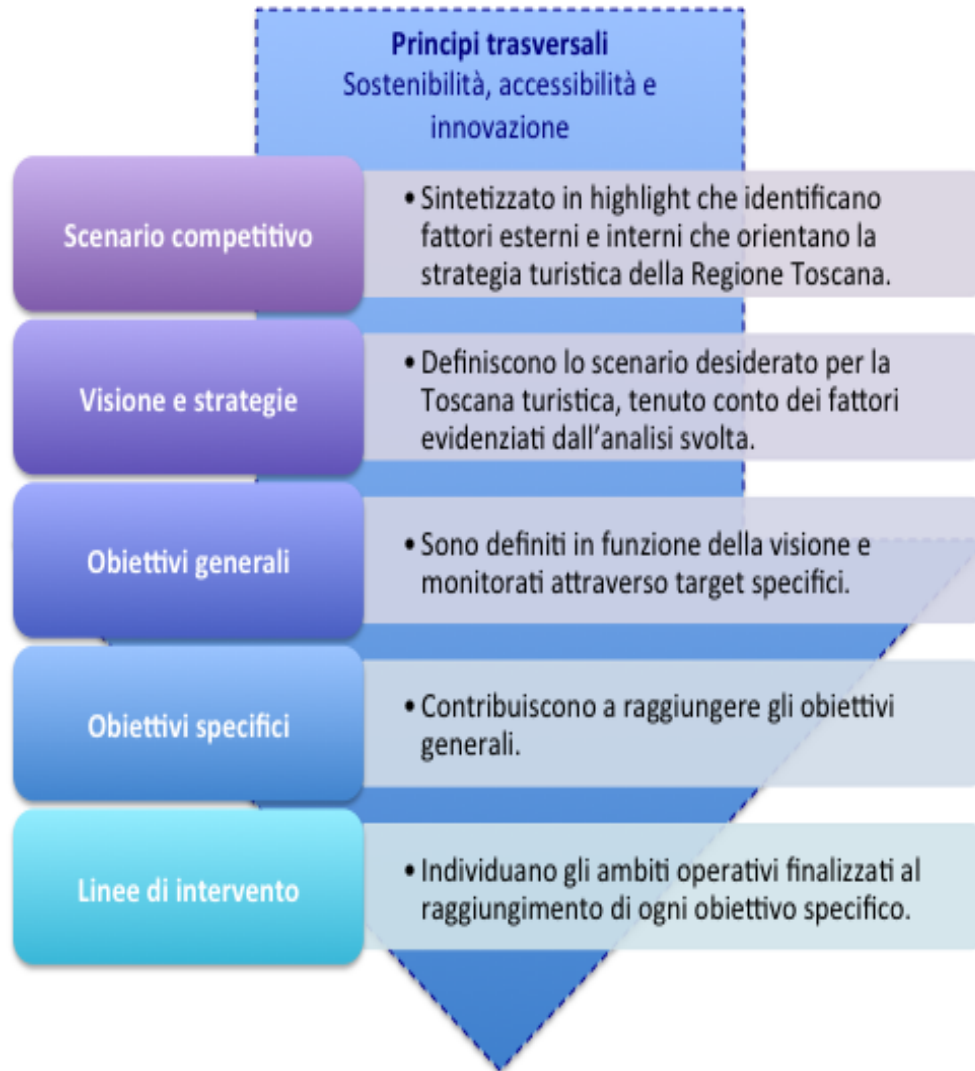 Principi trasversali
Sostenibilità, accessibilità e
innovazione
Scenario competitivo
• Sintetizzato in highlight che identificano
fattori esterni e interni che orientano la
strategia turistica della Regione Toscana.
Visione e strategie
• Definiscono lo scenario desiderato per la
Toscana turistica, tenuto conto dei fattori
evidenziati dall’analisi svolta.
Obiettivi generali
• Sono definiti in funzione della visione e
monitorati attraverso target specifici.
Obiettivi specifici
• Contribuiscono a raggiungere gli obiettivi
generali.
Linee di intervento
• Individuano gli ambiti operativi finalizzati al
raggiungimento di ogni obiettivo specifico.